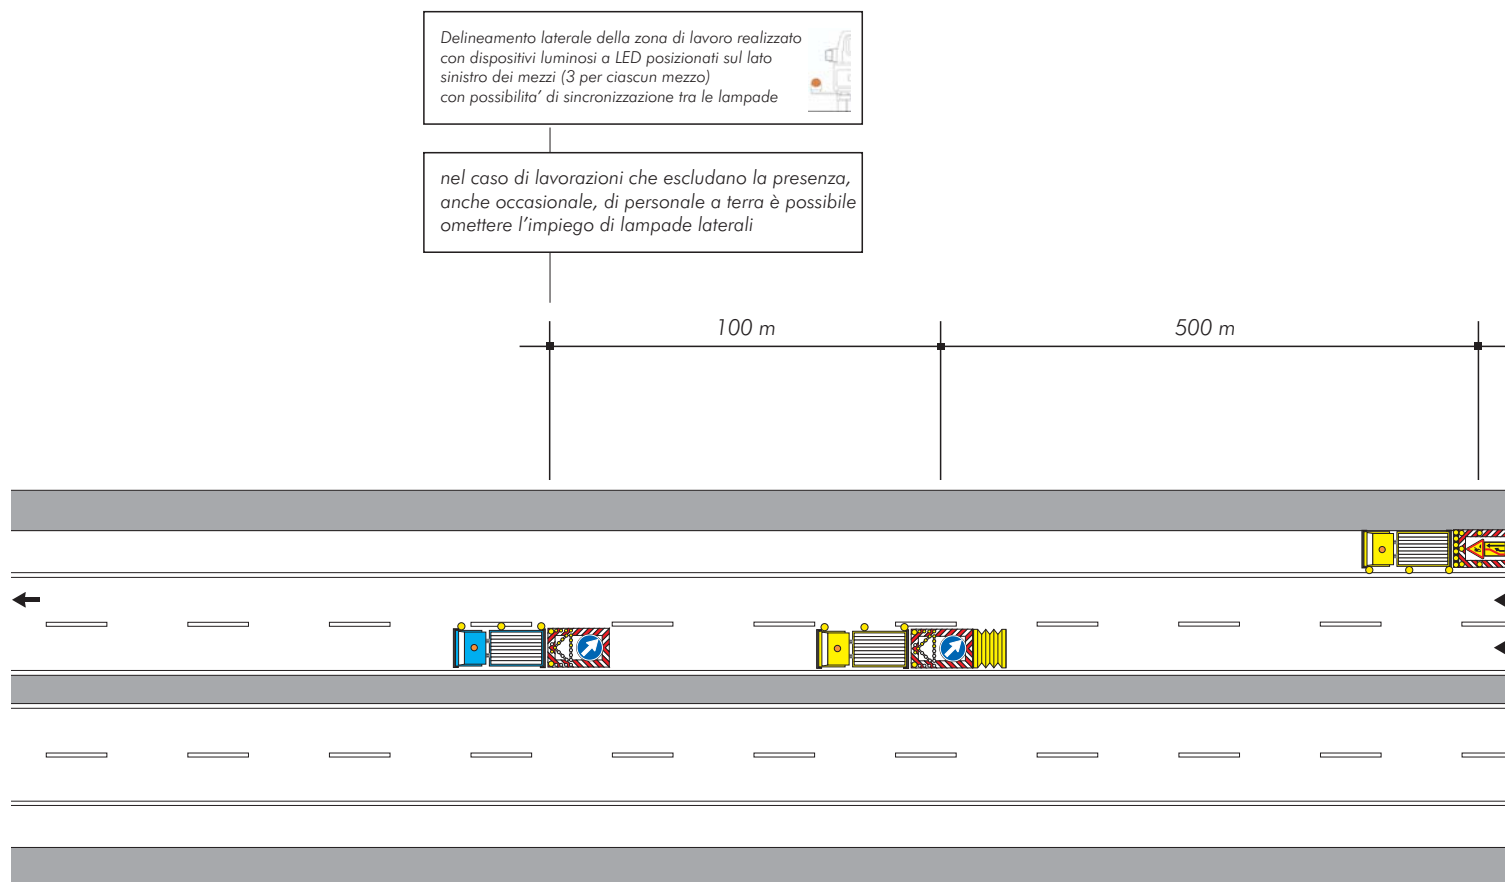 Delineamento laterale della zona di lavoro realizzato
con dispositivi luminosi a LED posizionati sul lato
sinistro dei mezzi (3 per ciascun mezzo)
con possibilita’ di sincronizzazione tra le lampade
nel caso di lavorazioni che escludano la presenza,
anche occasionale, di personale a terra è possibile
omettere l’impiego di lampade laterali
100 m
500 m